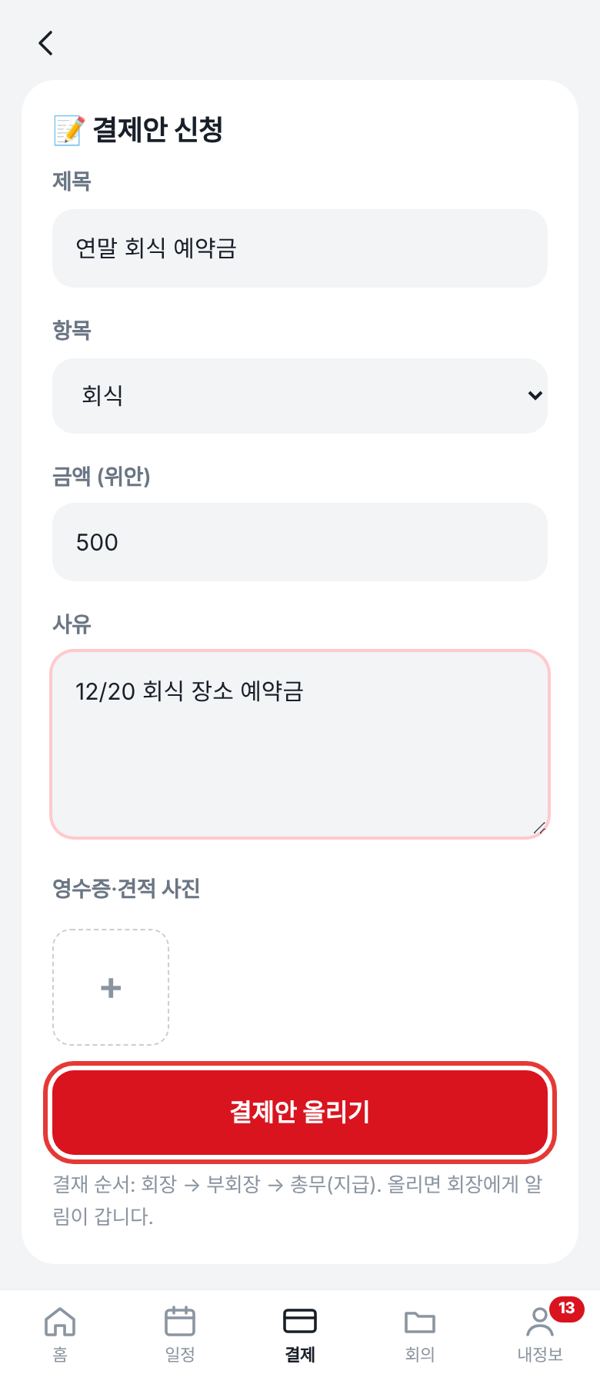 📝 결제안 신청
제목
연말 회식 예약금
항목
회식
금액 (위안)
500
사유
12/20 회식 장소 예약금
영수증·견적 사진
+
결제안 올리기
결재 순서: 회장 → 부회장 → 총무(지급). 올리면 회장에게 알
림이 갑니다.
13
홈
일정
결제
회의
내정보